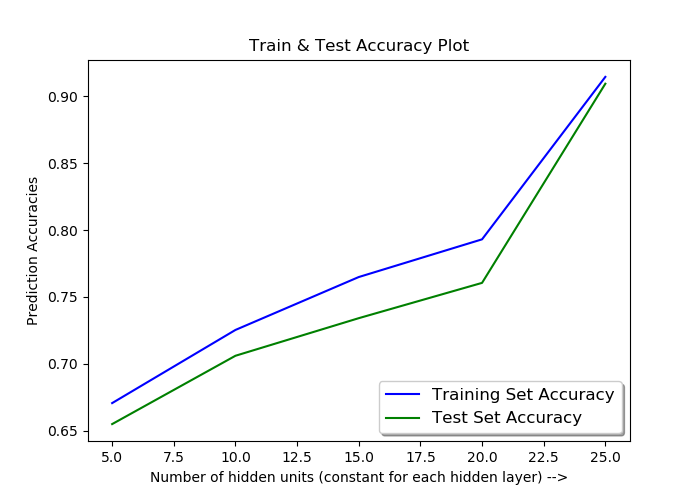 Train & Test Accuracy Plot
Prediction Accuracies
0.90
0.85
0.80
0.75
0.70
0.65
Training Set Accuracy
Test Set Accuracy
5.0 7.5 10.0 12.5 15.0 17.5 20.0 22.5 25.0
Number of hidden units (constant for each hidden layer) -->